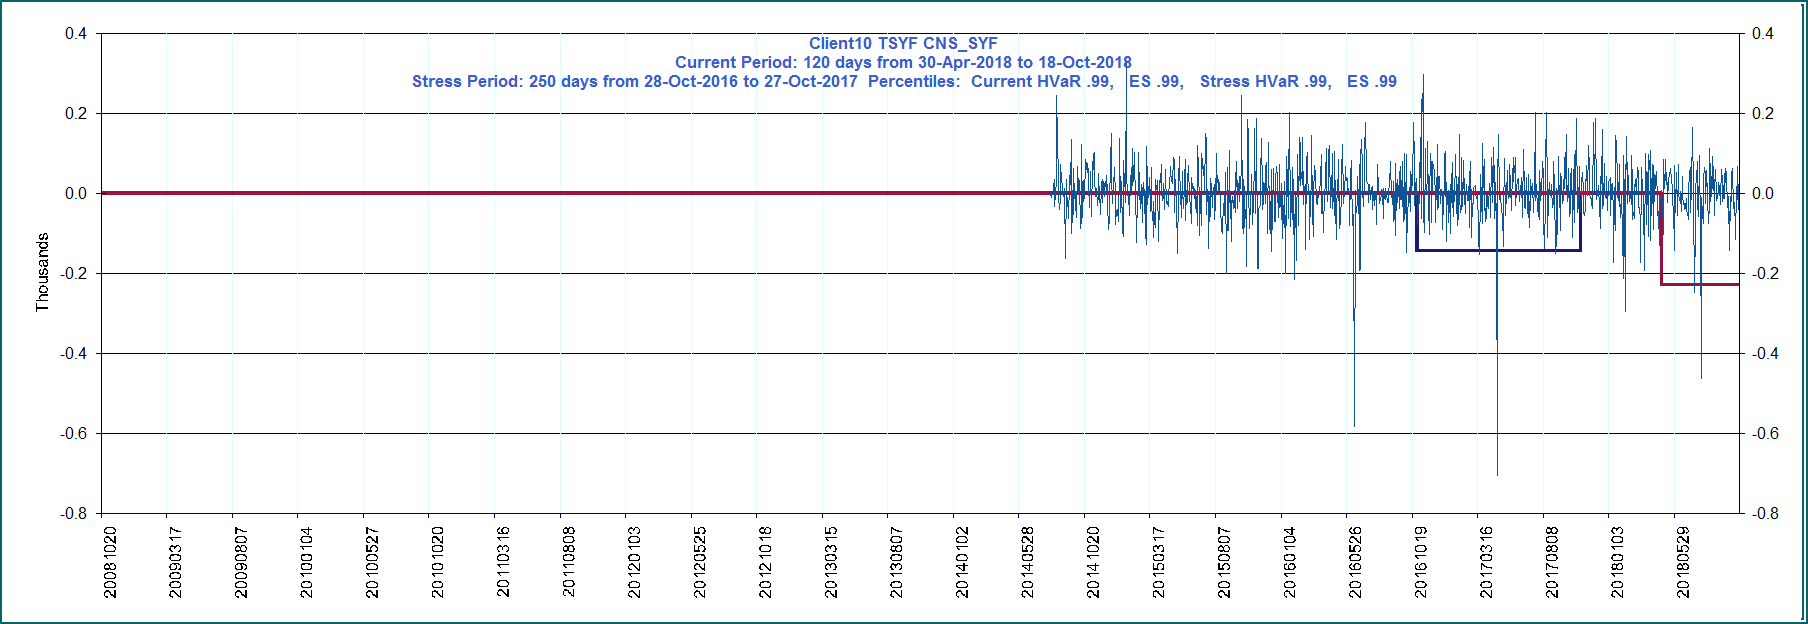 Client10 TSYF CNS_SYF
Current Period: 120 days from 30-Apr-2018 to 18-Oct-2018
Stress Period: 250 days from 28-Oct-2016 to 27-Oct-2017 Percentiles: Current HVaR .99, ES .99, Stress HVaR .99, ES .99
0.4 0.4
0.2 0.2
0.0 0.0
-0.2 -0.2
-0.4 -0.4
-0.6 -0.6
-0.8 -0.8
Thousands
20081020 20090317 20090807 20100104 20100527 20101020 20110316 20110808 20120103 20120525 20121018 20130315 20130807 20140102 20140528 20141020 20150317 20150807 20160104 20160526 20161019 20170316 20170808 20180103 20180529